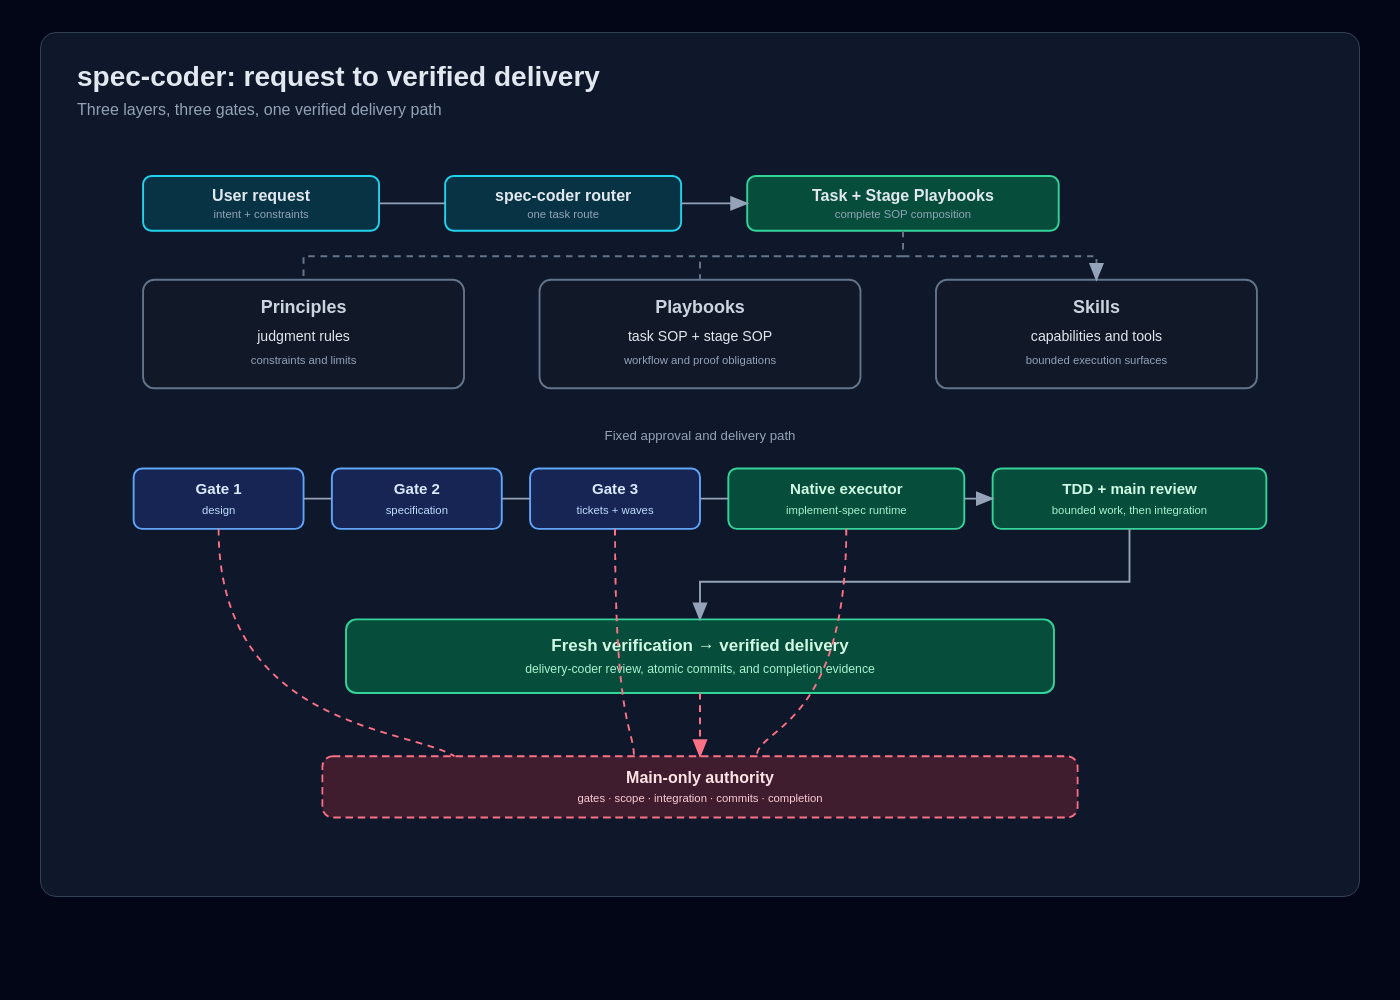 spec-coder: request to verified delivery
Three layers, three gates, one verified delivery path
User request
intent + constraints
spec-coder router
one task route
Task + Stage Playbooks
complete SOP composition
Principles
judgment rules
constraints and limits
Playbooks
task SOP + stage SOP
workflow and proof obligations
Skills
capabilities and tools
bounded execution surfaces
Fixed approval and delivery path
Gate 1
design
Gate 2
specification
Gate 3
tickets + waves
Native executor
implement-spec runtime
TDD + main review
bounded work, then integration
Fresh verification → verified delivery
delivery-coder review, atomic commits, and completion evidence
Main-only authority
gates · scope · integration · commits · completion